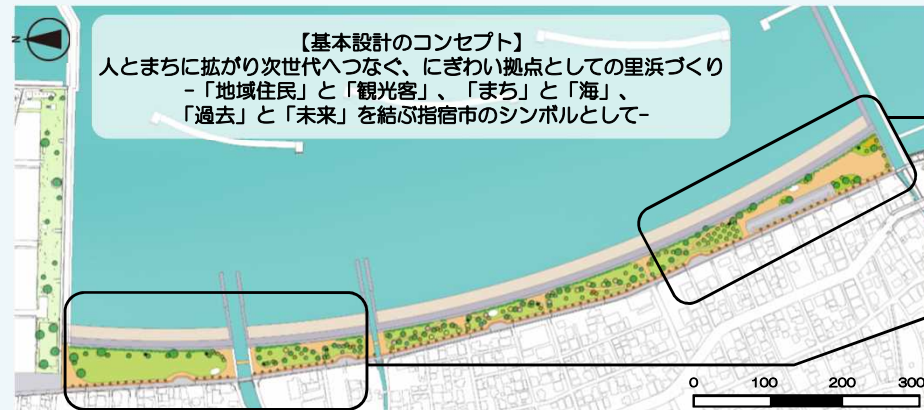 N
【基本設計のコンセプト】
人とまちに拡がり次世代へつなぐ、にぎわい拠点としての里浜づくり
-「地域住民」と「観光客」、「まち」と「海」、
「過去」と「未来」を結ぶ指宿市のシンボルとして-
0 100 200 300